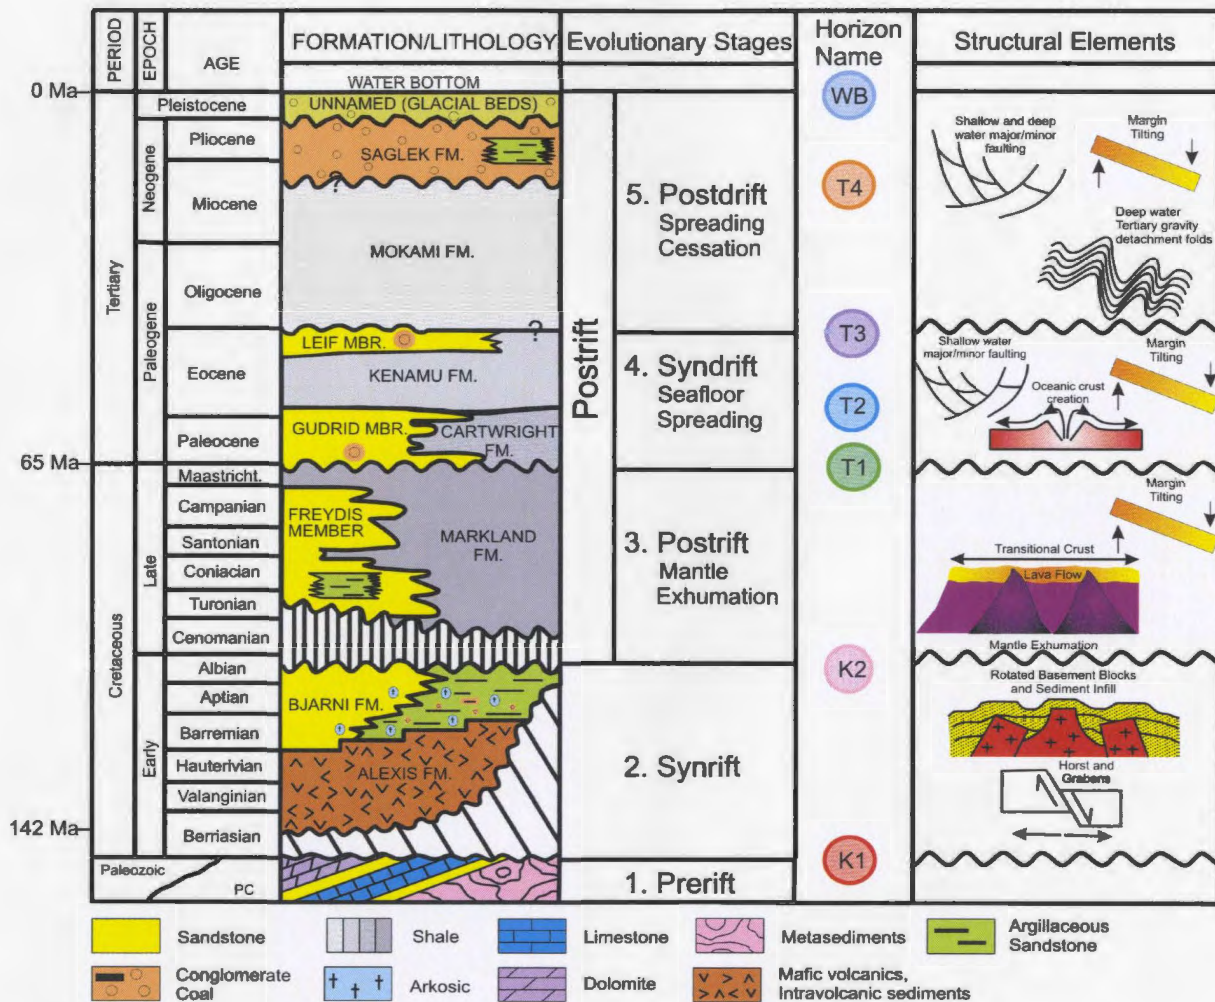 PERIOD
EPOCH
AGE
FORMATION/LITHOLOGY
Evolutionary Stages
Horizon
Name
Structural Elements
WATER BOTTOM
0 Ma
Pleistocene
UNNAMED (GLACIAL BEDS)
WB
Tertiary
Neogene
Pliocene
SAGLEK FM.
Shallow and deep
water major/minor
faulting
Margin
Tilting
?
T4
Miocene
5. Postdrift
Spreading
Cessation
MOKAMI FM.
Deep water
Tertiary gravity
detachment folds
Paleogene
Oligocene
Postrift
LEIF MBR.
?
T3
Eocene
KENAMU FM.
4. Syndrift
Seafloor
Spreading
Shallow water
major/minor faulting
Margin
Tilting
Oceanic crust
creation
T2
Paleocene
GUDRID MBR.
CARTWRIGHT
FM.
65 Ma
T1
Cretaceous
Late
Maastricht.
Campanian
FREYDIS
MEMBER
MARKLAND
FM.
Santonian
Coniacian
Turonian
Cenomanian
3. Postrift
Mantle
Exhumation
Margin
Tilting
Transitional Crust
Lava Flow
Mantle Exhumation
Early
Albian
K2
Aptian
BJARNI FM.
Rotated Basement Blocks
and Sediment Infill
Barremian
Hauterivian
ALEXIS FM.
2. Synrift
Horst and
Grabens
Valanginian
142 Ma
Berriasian
K1
Paleozoic
PC
1. Prerift
Sandstone
Shale
Limestone
Metasediments
Argillaceous
Sandstone
Conglomerate
Coal
Arkosic
Dolomite
Mafic volcanics,
Intravolcanic sediments